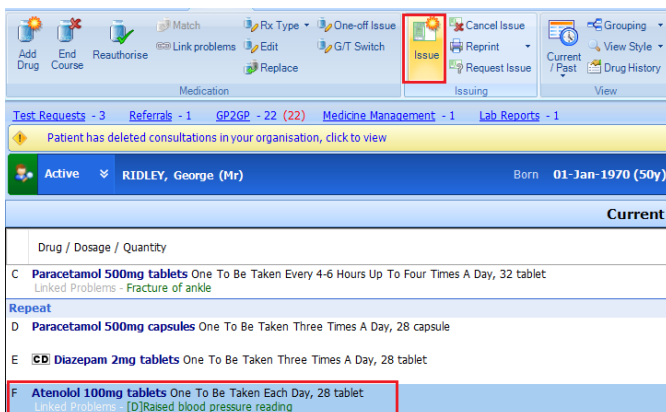 Match
Rx Type
One-off Issue
Cancel Issue
Grouping
Link problems
Edit
G/T Switch
Reprint
View Style
Add Drug
End Course
Reauthorise
Replace
Issue
Request Issue
Current / Past
Drug History
Medication
Issuing
View
Test Requests - 3 Referrals - 1 GP2GP - 22 (22) Medicine Management - 1 Lab Reports - 1
Patient has deleted consultations in your organisation, click to view
Active RIDLEY, George (Mr) Born 01-Jan-1970 (50y)
Current
Drug / Dosage / Quantity
C Paracetamol 500mg tablets One To Be Taken Every 4-6 Hours Up To Four Times A Day, 32 tablet
Linked Problems - Fracture of ankle
Repeat
D Paracetamol 500mg capsules One To Be Taken Three Times A Day, 28 capsule
E CD Diazepam 2mg tablets One To Be Taken Three Times A Day, 28 tablet
F Atenolol 100mg tablets One To Be Taken Each Day, 28 tablet
Linked Problems - [D]Raised blood pressure reading